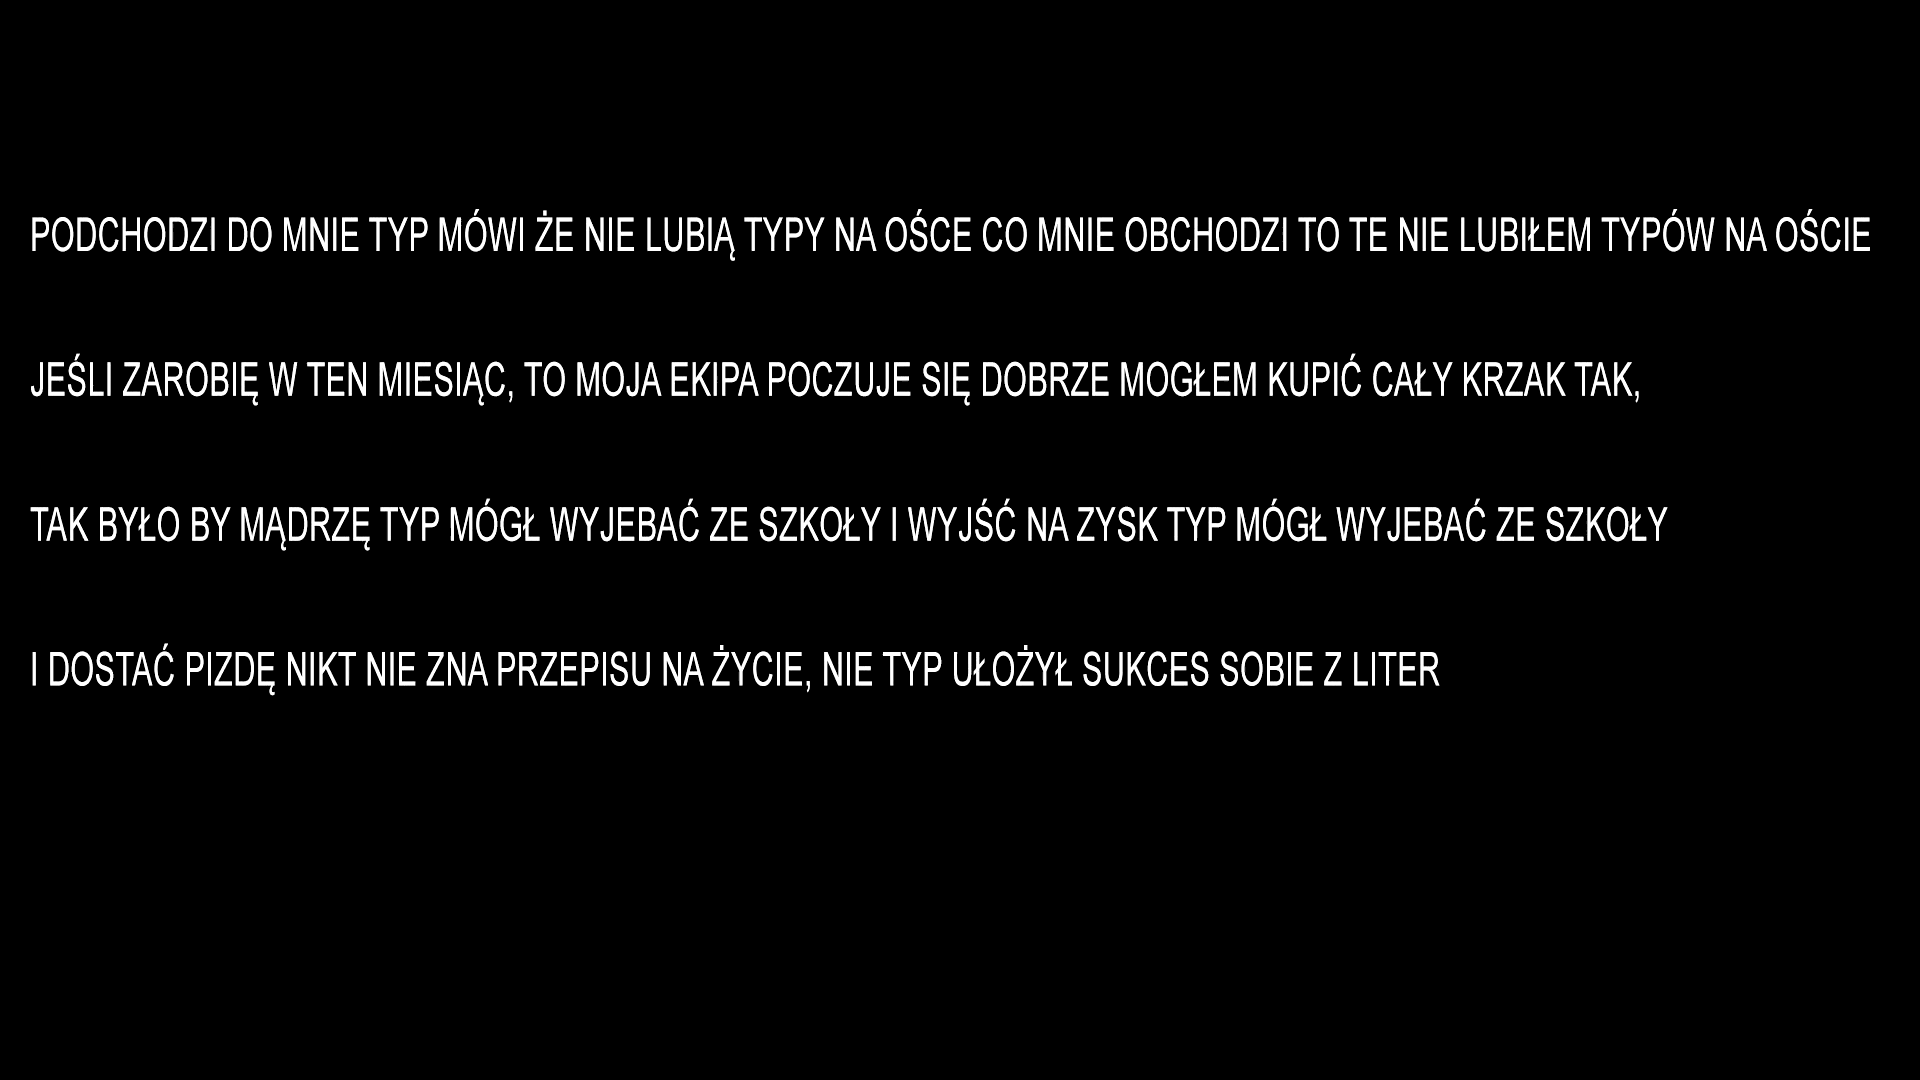 PODCHODZI DO MNIE TYP MÓWI ŻE NIE LUBIĄ TYPY NA OŚCE CO MNIE OBCHODZI TO TE NIE LUBIŁEM TYPÓW NA OŚCIE
JEŚLI ZAROBIĘ W TEN MIESIĄC, TO MOJA EKIPA POCZUJE SIĘ DOBRZE MOGŁEM KUPIĆ CAŁY KRZAK TAK,
TAK BYŁO BY MĄDRZĘ TYP MÓGŁ WYJEBAĆ ZE SZKOŁY I WYJŚĆ NA ZYSK TYP MÓGŁ WYJEBAĆ ZE SZKOŁY
I DOSTAĆ PIZDĘ NIKT NIE ZNA PRZEPISU NA ŻYCIE, NIE TYP UŁOŻYŁ SUKCES SOBIE Z LITER